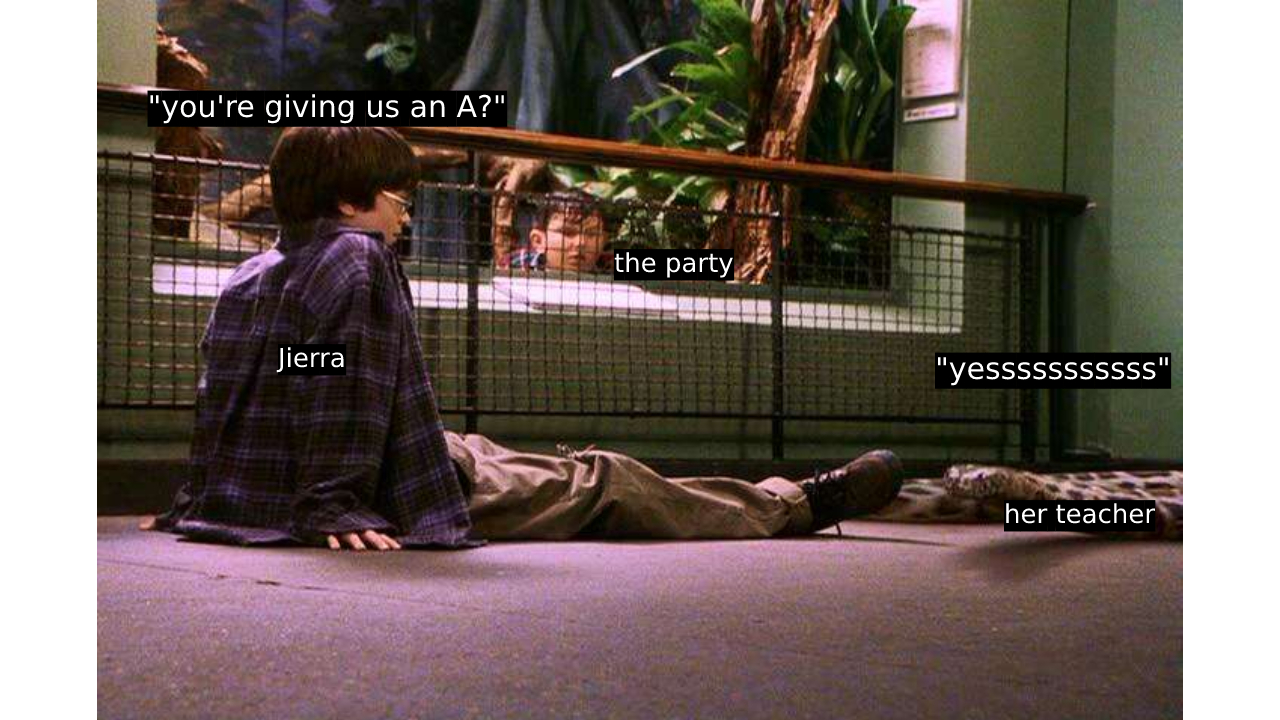 "you're giving us an A?"
the party
Jierra
"yesssssssssss"
her teacher